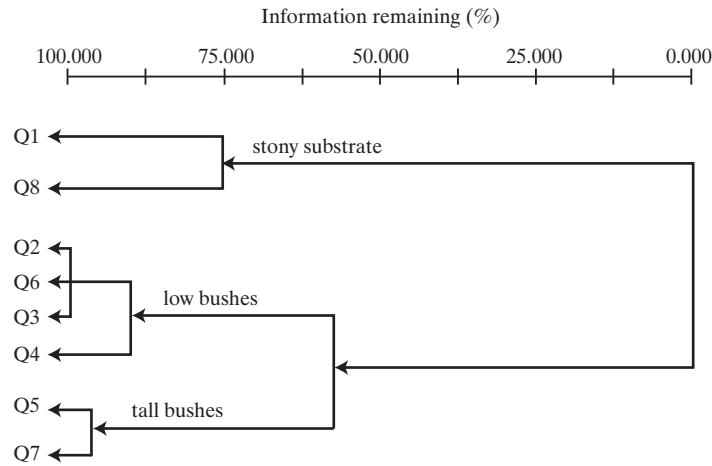 Information remaining (%)
100.000 75.000 50.000 25.000 0.000
Q1
stony substrate
Q8
Q2
Q6
low bushes
Q3
Q4
Q5
tall bushes
Q7